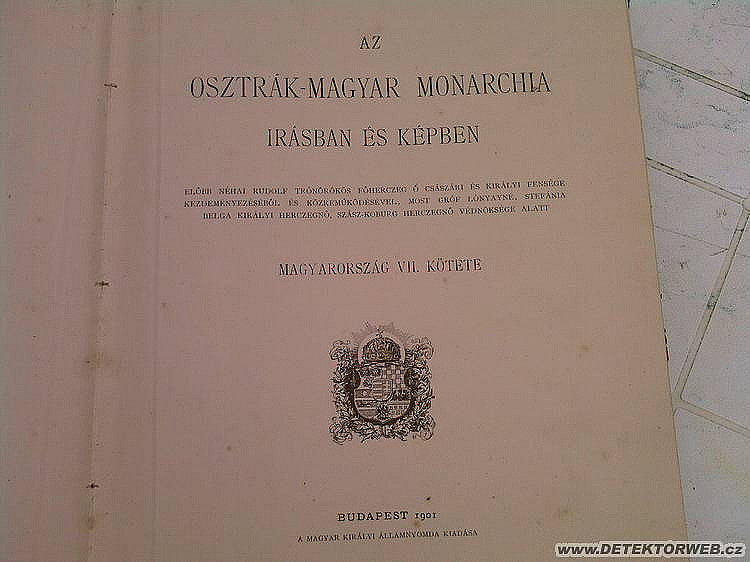 AZ
OSZTRÁK-MAGYAR MONARCHIA
IRÁSBAN ÉS KÉPBEN
ELŐBB NÉHAI RUDOLF TRÓNÖRÖKÖS FŐHERCZEG Ő CSÁSZÁRI ÉS KIRÁLYI FENSÉGE
KEZDEMÉNYEZÉSÉBŐL ÉS KÖZREMŰKÖDÉSÉVEL, MOST GRÓF LÓNYAYNÉ, STEFÁNIA
BELGA KIRÁLYI HERCZEGNŐ, SZÁSZ-KOBURG HERCZEGNŐ VÉDNÖKSÉGE ALATT
MAGYARORSZÁG VII. KÖTETE
BUDAPEST 1901
A MAGYAR KIRÁLYI ÁLLAMNYOMDA KIADÁSA
www.DETEKTORWEB.cz